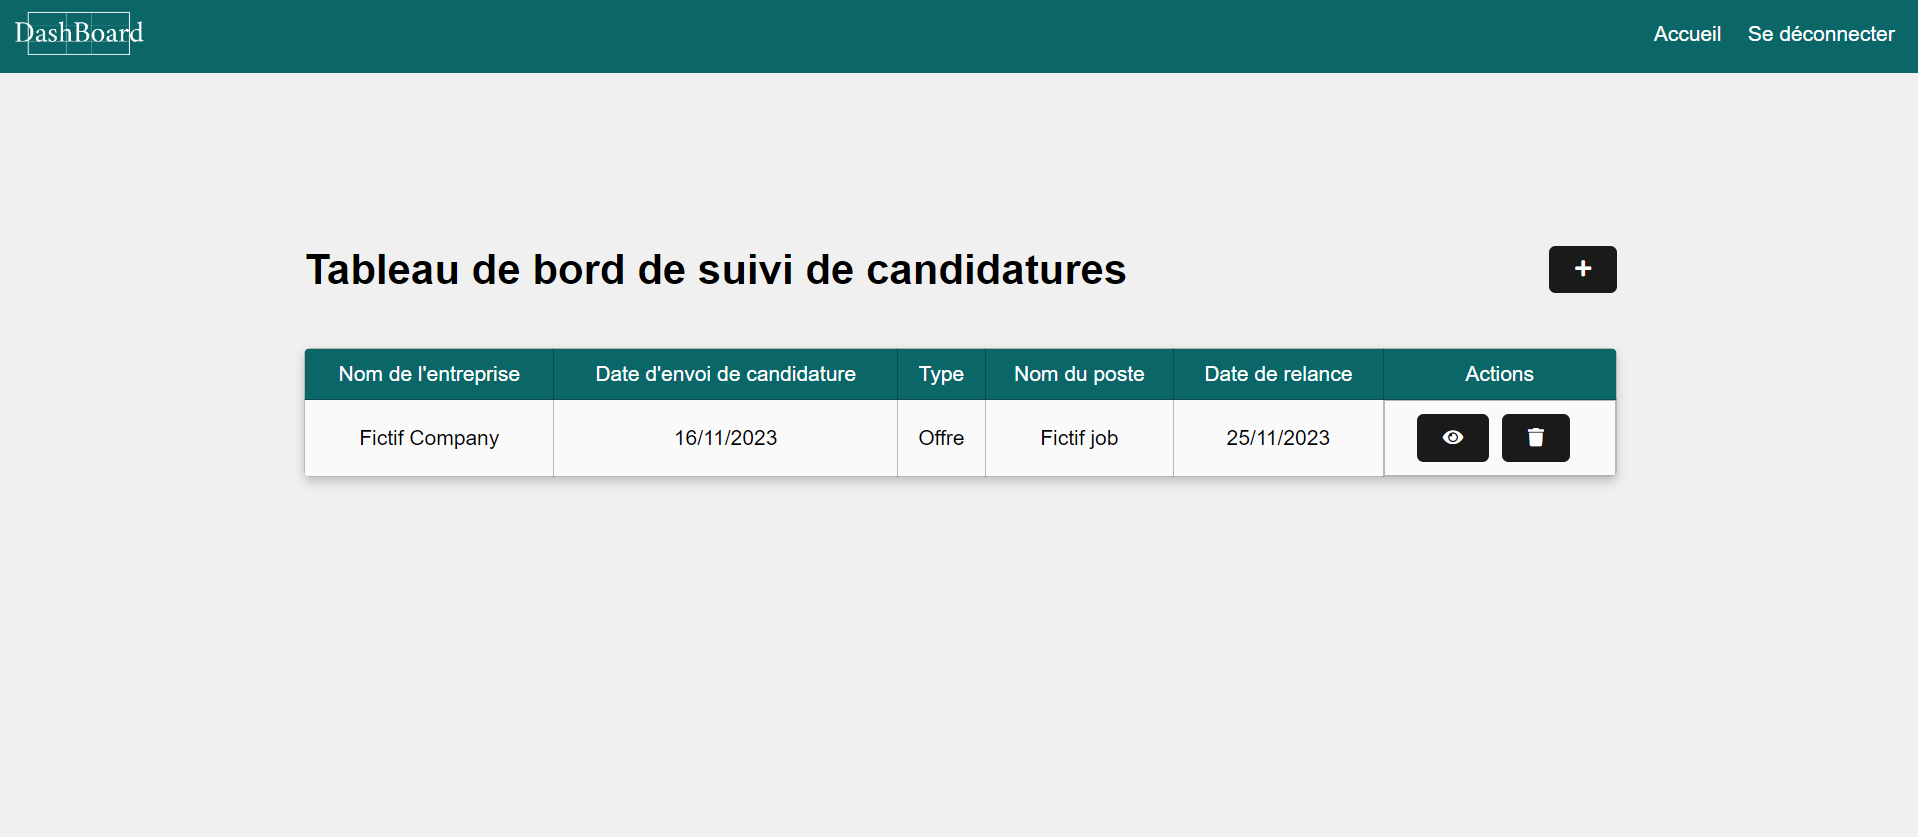 DashBoard
Accueil Se déconnecter
Tableau de bord de suivi de candidatures
Nom de l'entreprise Date d'envoi de candidature Type Nom du poste Date de relance Actions
Fictif Company 16/11/2023 Offre Fictif job 25/11/2023